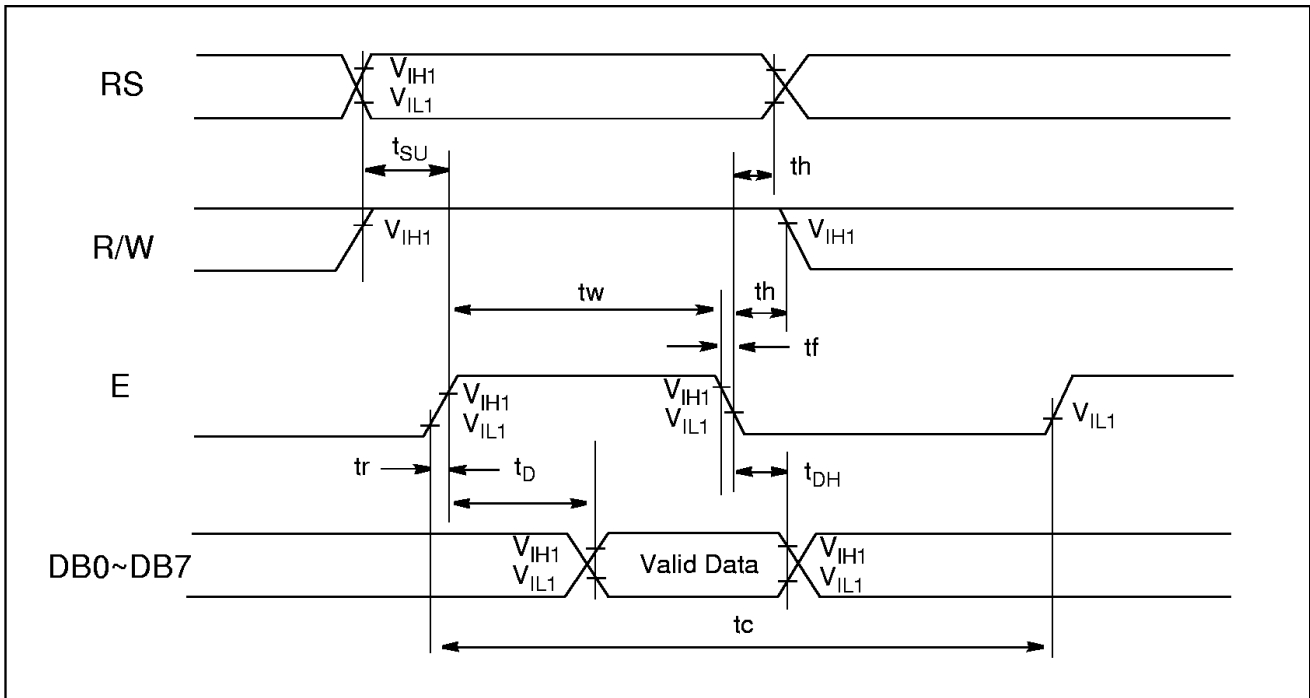 RS
V_IH1
V_IL1
t_SU
th
R/W
V_IH1
V_IH1
tw
th
tf
E
V_IH1
V_IL1
V_IH1
V_IL1
V_IL1
tr
t_D
t_DH
DB0~DB7
V_IH1
V_IL1
Valid Data
V_IH1
V_IL1
tc